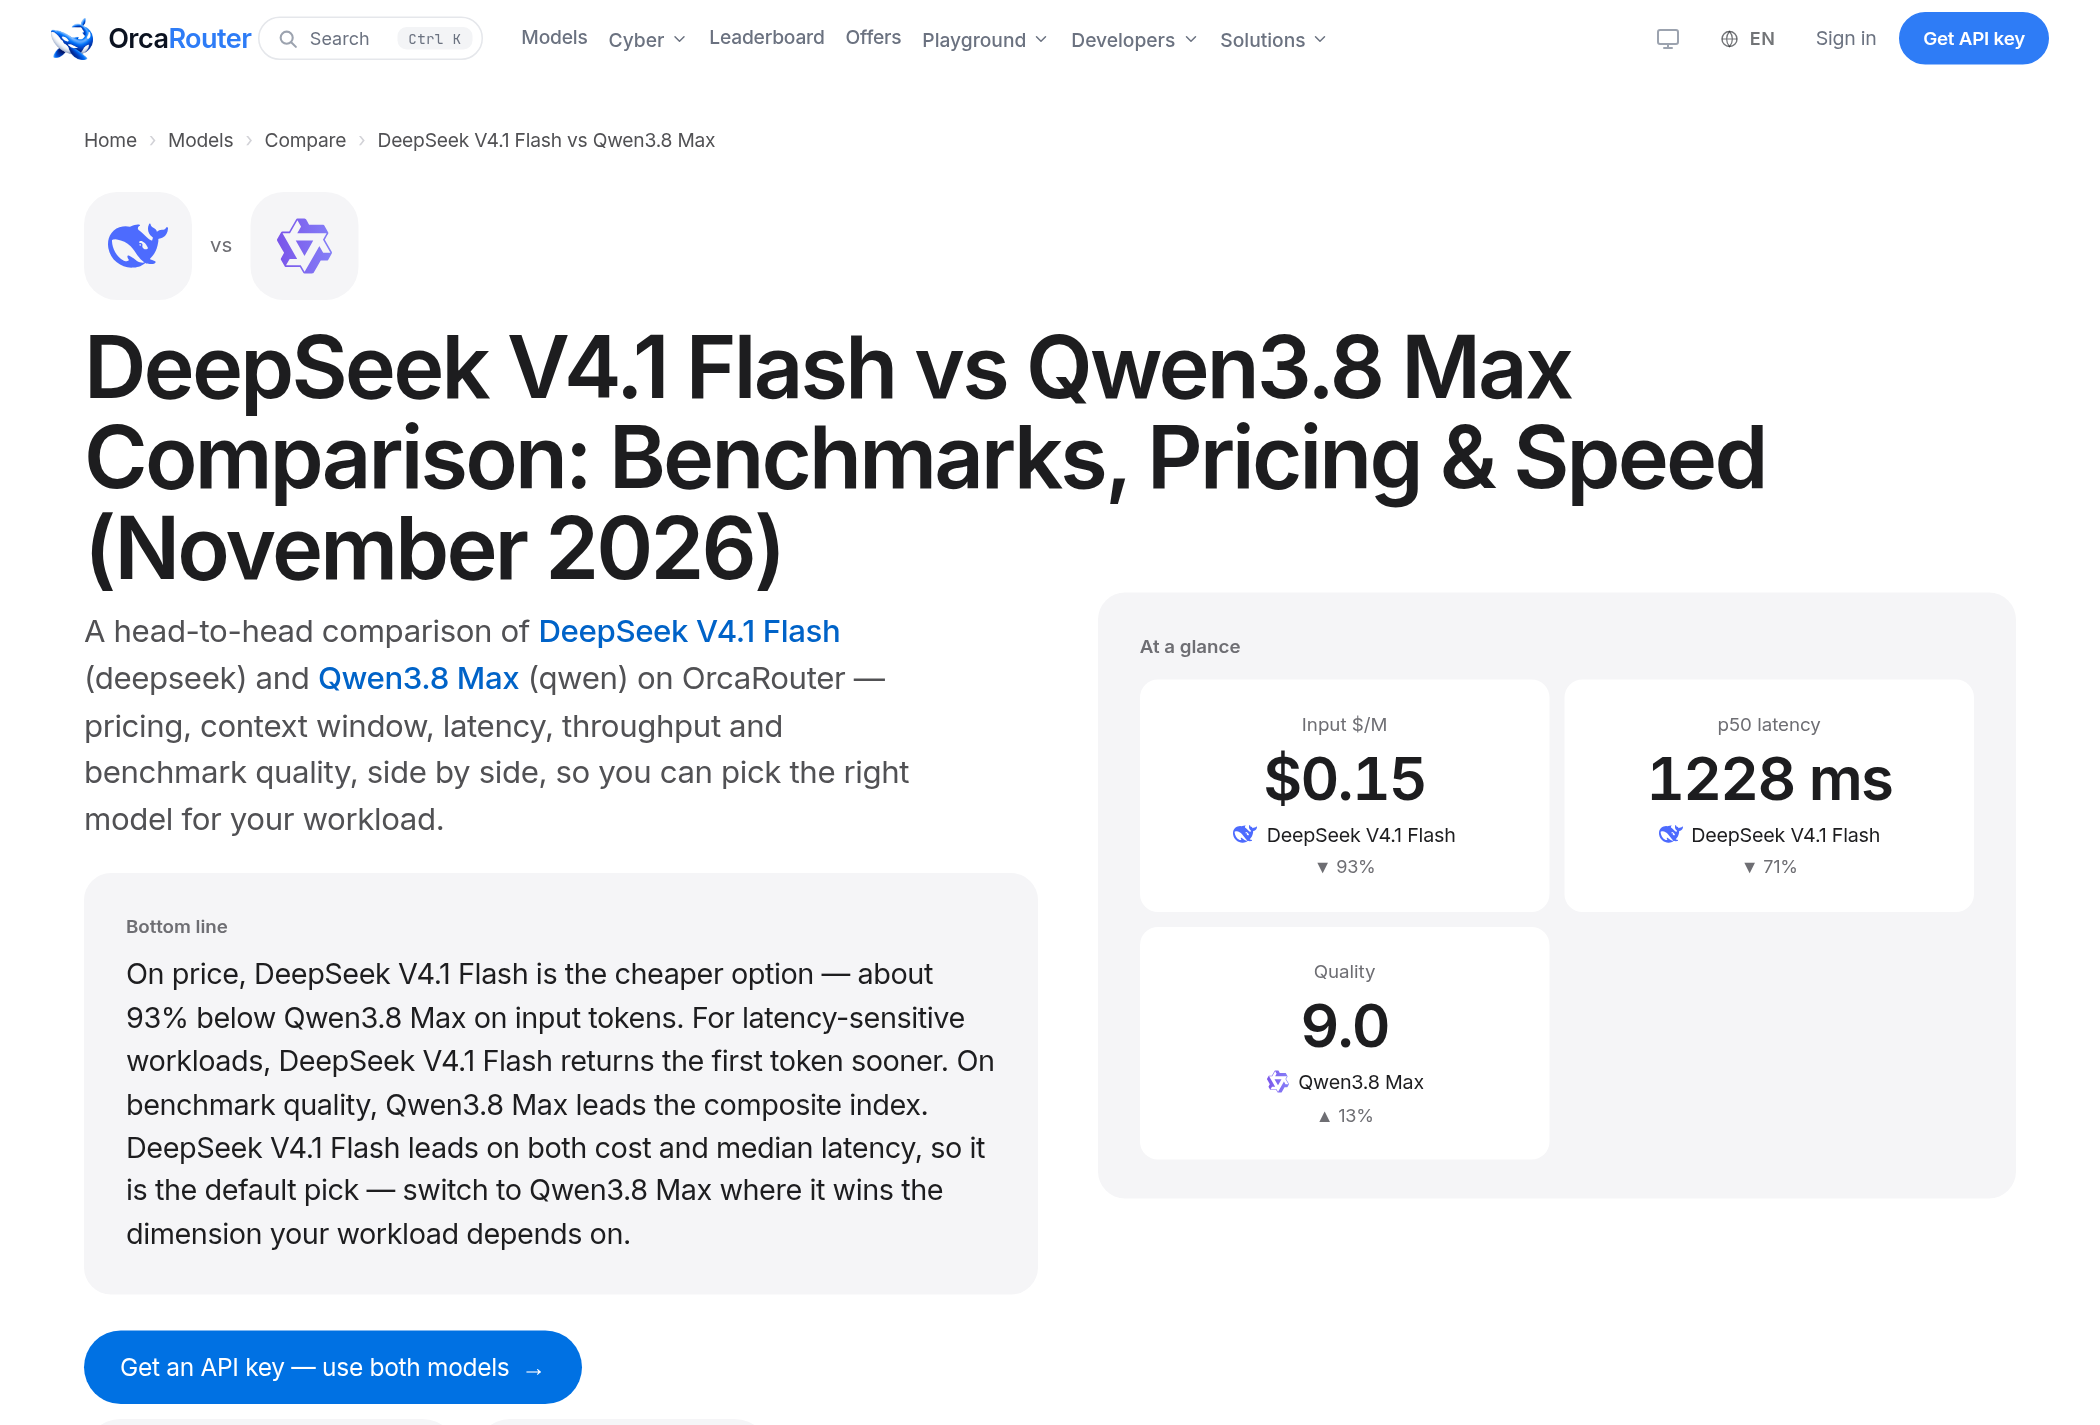 OrcaRouter
Search Ctrl K
Models Cyber Leaderboard Offers Playground Developers Solutions
EN Sign in Get API key
Home › Models › Compare › DeepSeek V4.1 Flash vs Qwen3.8 Max
vs
DeepSeek V4.1 Flash vs Qwen3.8 Max
Comparison: Benchmarks, Pricing & Speed
(November 2026)
A head-to-head comparison of DeepSeek V4.1 Flash
(deepseek) and Qwen3.8 Max (qwen) on OrcaRouter —
pricing, context window, latency, throughput and
benchmark quality, side by side, so you can pick the right
model for your workload.
Bottom line
On price, DeepSeek V4.1 Flash is the cheaper option — about
93% below Qwen3.8 Max on input tokens. For latency-sensitive
workloads, DeepSeek V4.1 Flash returns the first token sooner. On
benchmark quality, Qwen3.8 Max leads the composite index.
DeepSeek V4.1 Flash leads on both cost and median latency, so it
is the default pick — switch to Qwen3.8 Max where it wins the
dimension your workload depends on.
Get an API key — use both models →
At a glance
Input $/M
$0.15
DeepSeek V4.1 Flash
▼ 93%
p50 latency
1228 ms
DeepSeek V4.1 Flash
▼ 71%
Quality
9.0
Qwen3.8 Max
▲ 13%